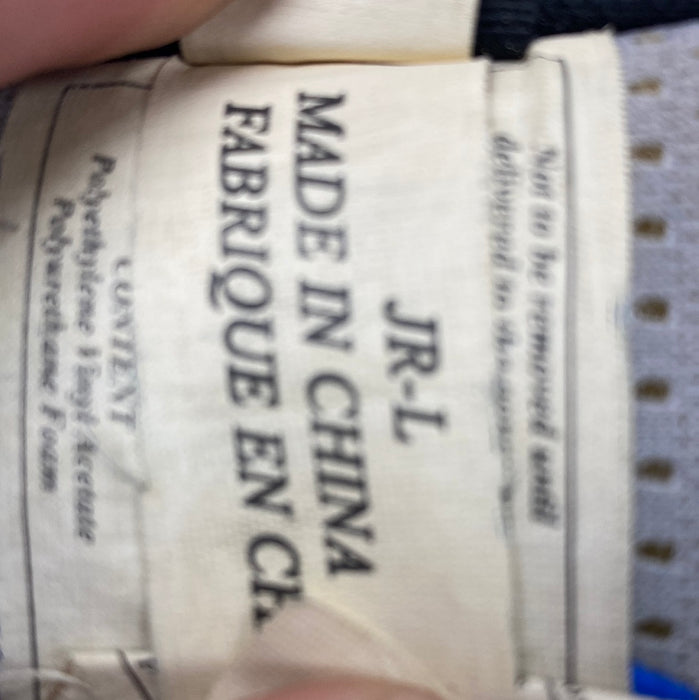 Not to be removed until
delivered to the
JR-L
MADE IN CHINA
FABRIQUE EN CH
CONTENT
Polyethylene Vinyl Acetate
Polyurethane Foam